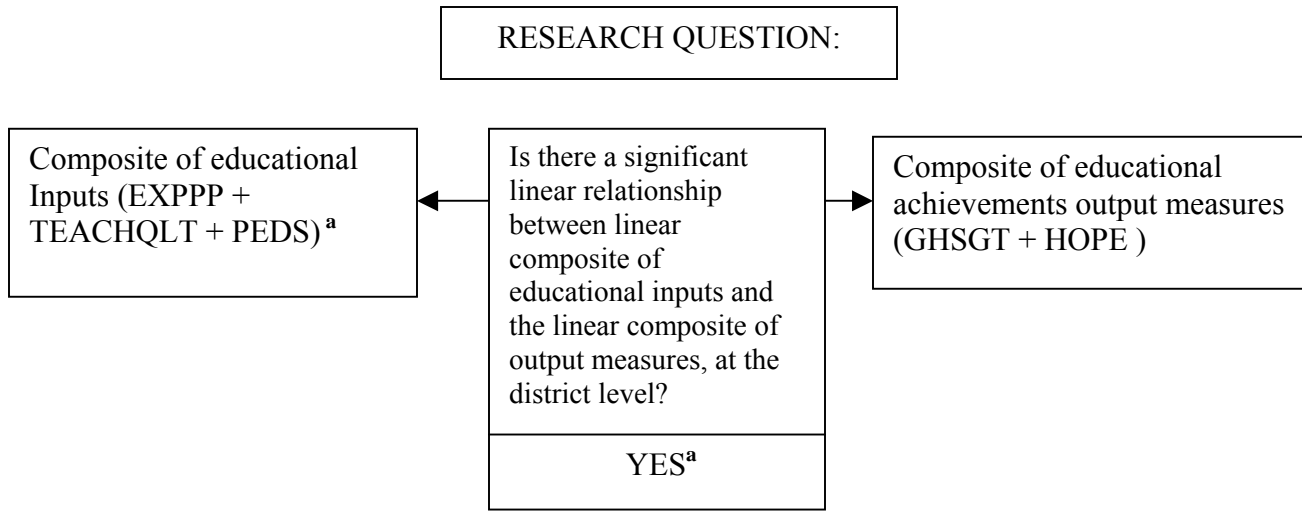 RESEARCH QUESTION:
Composite of educational
Inputs (EXPPP +
TEACHQLT + PEDS) a
Is there a significant
linear relationship
between linear
composite of
educational inputs and
the linear composite of
output measures, at the
district level?
YESa
Composite of educational
achievements output measures
(GHSGT + HOPE )